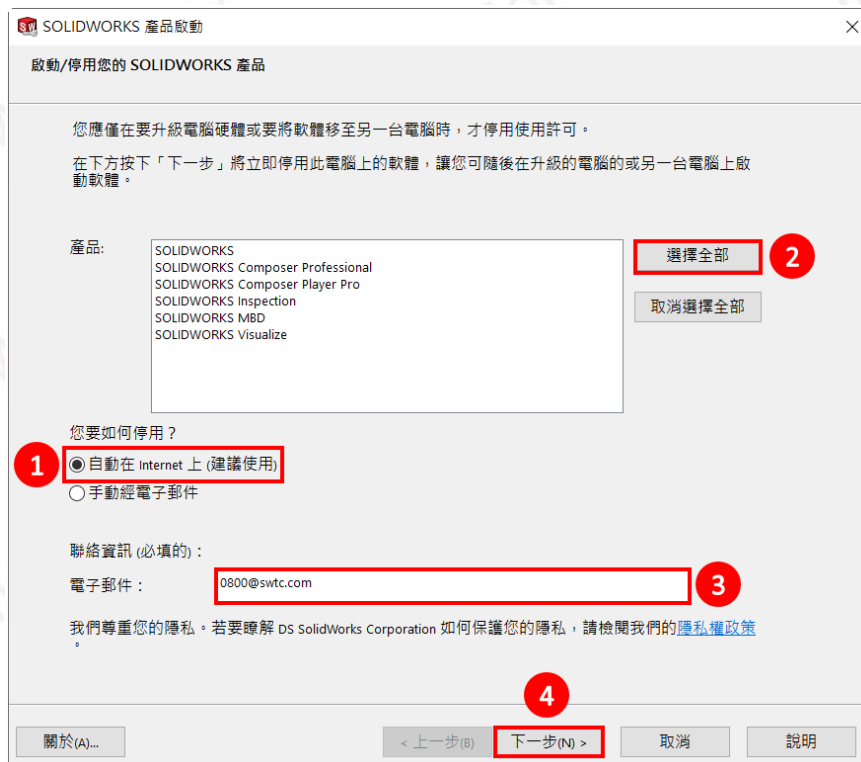 SOLIDWORKS 產品啟動
啟動/停用您的 SOLIDWORKS 產品
您應僅在要升級電腦硬體或要將軟體移至另一台電腦時，才停用使用許可。
在下方按下「下一步」將立即停用此電腦上的軟體，讓您可隨後在升級的電腦的或另一台電腦上啟
動軟體。
產品:
SOLIDWORKS
SOLIDWORKS Composer Professional
SOLIDWORKS Composer Player Pro
SOLIDWORKS Inspection
SOLIDWORKS MBD
SOLIDWORKS Visualize
選擇全部
2
取消選擇全部
您要如何停用？
1
自動在 Internet 上 (建議使用)
手動經電子郵件
聯絡資訊 (必填的)：
電子郵件：
0800@swtc.com
3
我們尊重您的隱私。若要瞭解 DS SolidWorks Corporation 如何保護您的隱私，請檢閱我們的隱私權政策
。
4
關於(A)...
< 上一步(B)
下一步(N) >
取消
說明